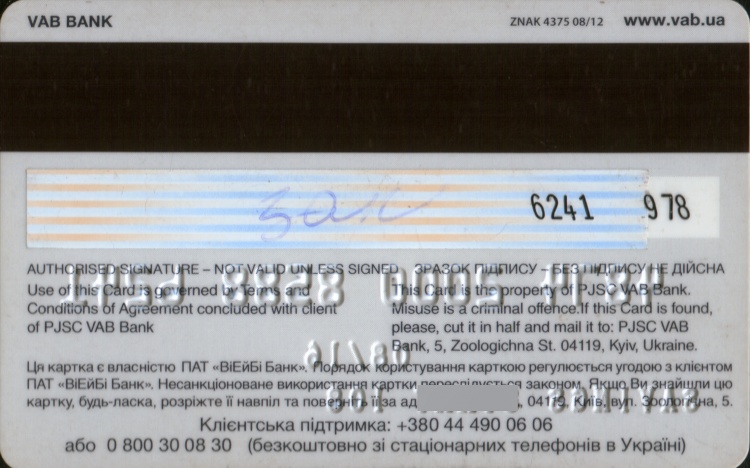 VAB BANK ZNAK 4375 08/12 www.vab.ua
6241 978
AUTHORISED SIGNATURE – NOT VALID UNLESS SIGNED ЗРАЗОК ПІДПИСУ – БЕЗ ПІДПИСУ НЕ ДІЙСНА
Use of this Card is governed by Terms and
Conditions of Agreement concluded with client
of PJSC VAB Bank
This Card is the property of PJSC VAB Bank.
Misuse is a criminal offence.If this Card is found,
please, cut it in half and mail it to: PJSC VAB
Bank, 5, Zoologichna St. 04119, Kyiv, Ukraine.
Ця картка є власністю ПАТ «ВіЕйБі Банк». Порядок користування карткою регулюється угодою з клієнтом
ПАТ «ВіЕйБі Банк». Несанкціоноване використання картки переслідується законом. Якщо Ви знайшли цю
картку, будь-ласка, розріжте її навпіл та поверніть її за 04119, Київ, вул. Зоологічна, 5.
Клієнтська підтримка: +380 44 490 06 06
або 0 800 30 08 30 (безкоштовно зі стаціонарних телефонів в Україні)